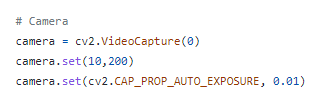 # Camera
camera = cv2.VideoCapture(0)
camera.set(10,200)
camera.set(cv2.CAP_PROP_AUTO_EXPOSURE, 0.01)